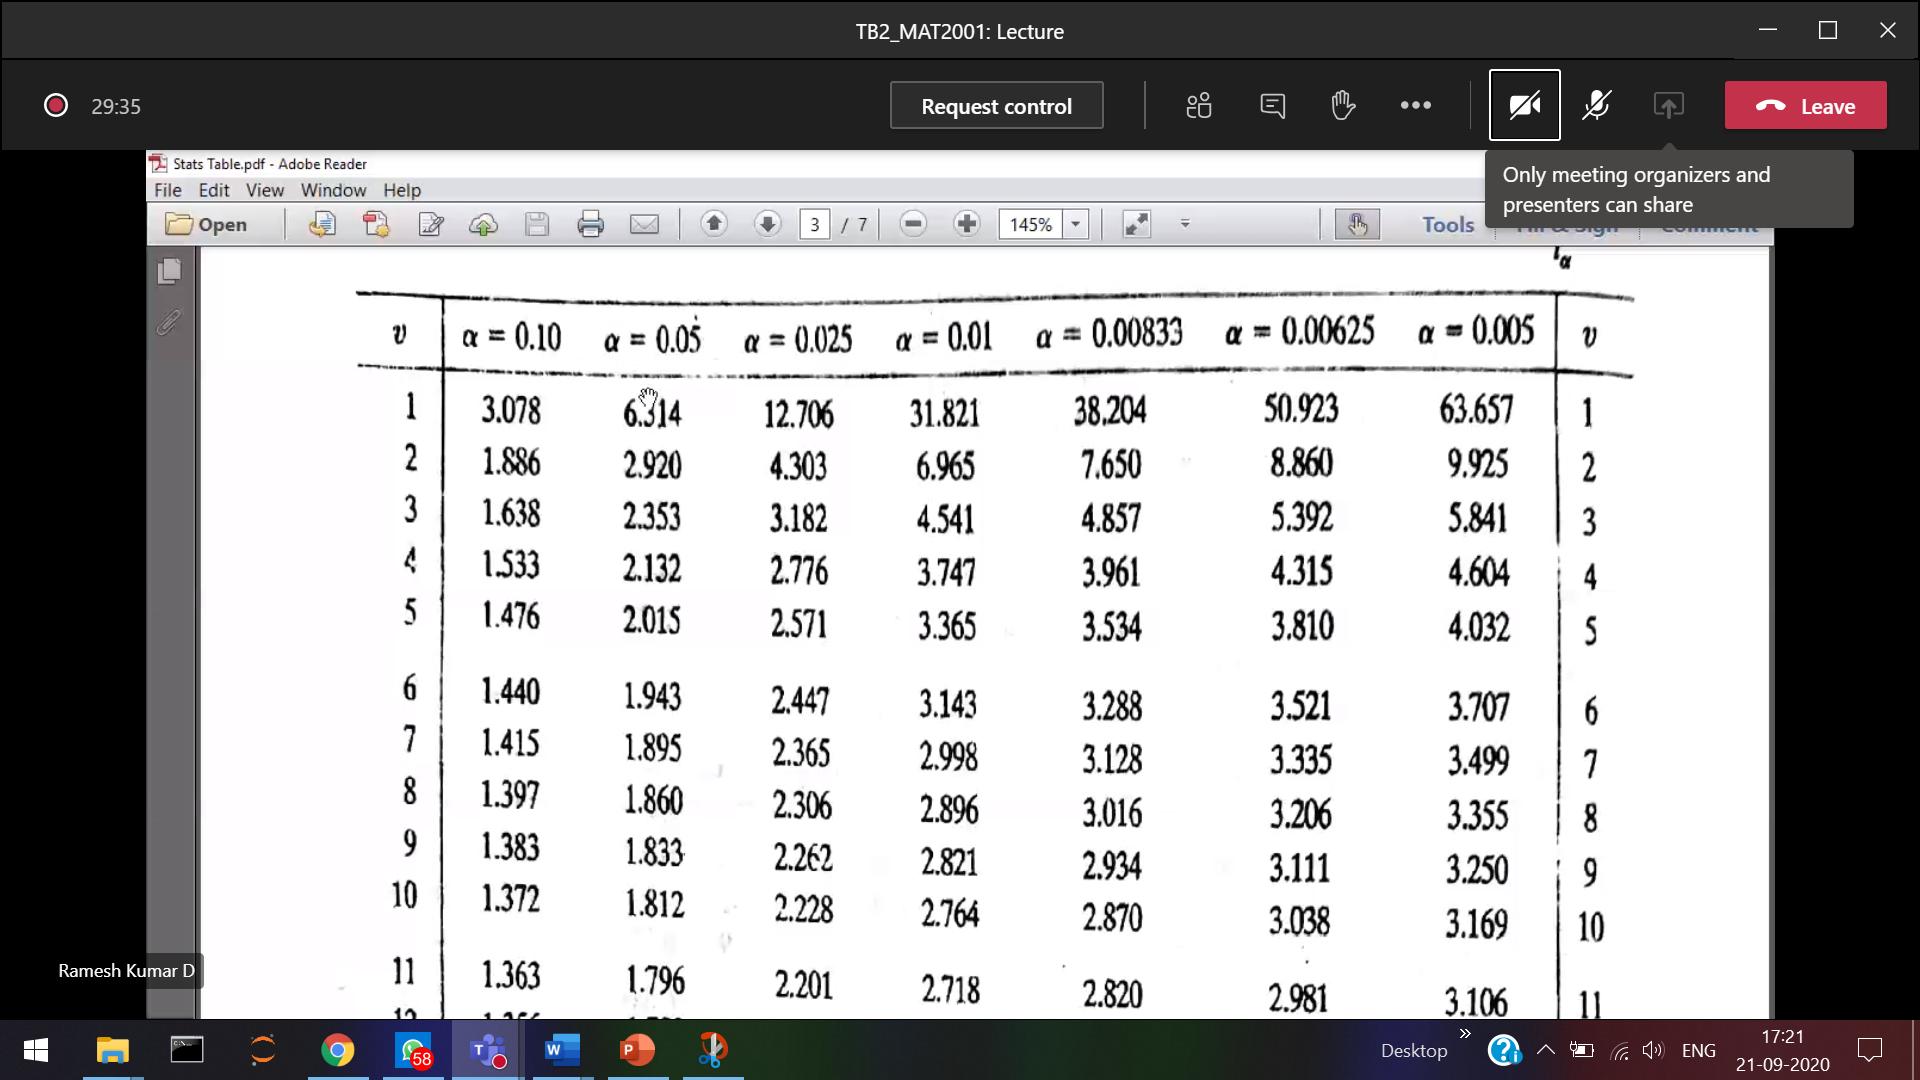 TB2_MAT2001: Lecture
29:35
Request control
Leave
Only meeting organizers and
presenters can share
Stats Table.pdf - Adobe Reader
File Edit View Window Help
Open 3 / 7 145% Tools Fill & Sign Comment
tα
v α = 0.10 α = 0.05 α = 0.025 α = 0.01 α = 0.00833 α = 0.00625 α = 0.005 v
1 3.078 6.314 12.706 31.821 38.204 50.923 63.657 1
2 1.886 2.920 4.303 6.965 7.650 8.860 9.925 2
3 1.638 2.353 3.182 4.541 4.857 5.392 5.841 3
4 1.533 2.132 2.776 3.747 3.961 4.315 4.604 4
5 1.476 2.015 2.571 3.365 3.534 3.810 4.032 5
6 1.440 1.943 2.447 3.143 3.288 3.521 3.707 6
7 1.415 1.895 2.365 2.998 3.128 3.335 3.499 7
8 1.397 1.860 2.306 2.896 3.016 3.206 3.355 8
9 1.383 1.833 2.262 2.821 2.934 3.111 3.250 9
10 1.372 1.812 2.228 2.764 2.870 3.038 3.169 10
11 1.363 1.796 2.201 2.718 2.820 2.981 3.106 11
Ramesh Kumar D
58
Desktop ENG 17:21
21-09-2020